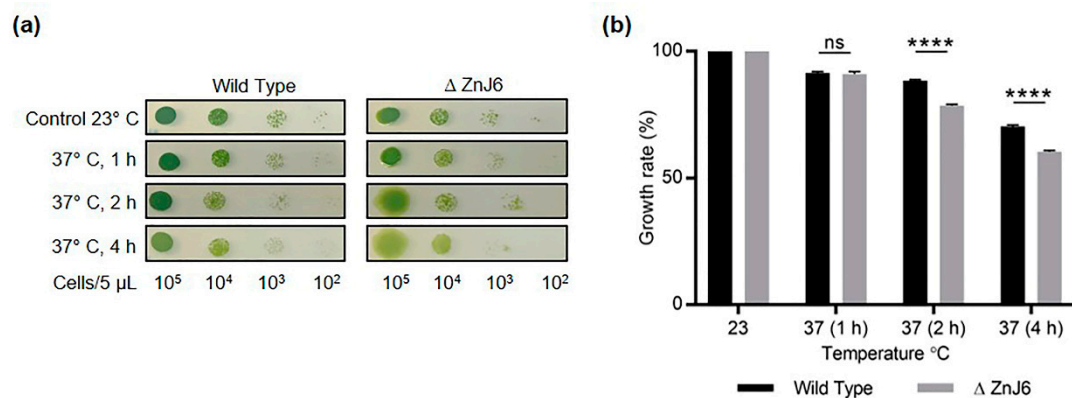 (a)
Wild Type
Δ ZnJ6
Control 23° C
37° C, 1 h
37° C, 2 h
37° C, 4 h
Cells/5 µL 10⁵ 10⁴ 10³ 10² 10⁵ 10⁴ 10³ 10²
(b)
Growth rate (%)
100
50
0
ns
****
****
23 37 (1 h) 37 (2 h) 37 (4 h)
Temperature °C
Wild Type Δ ZnJ6